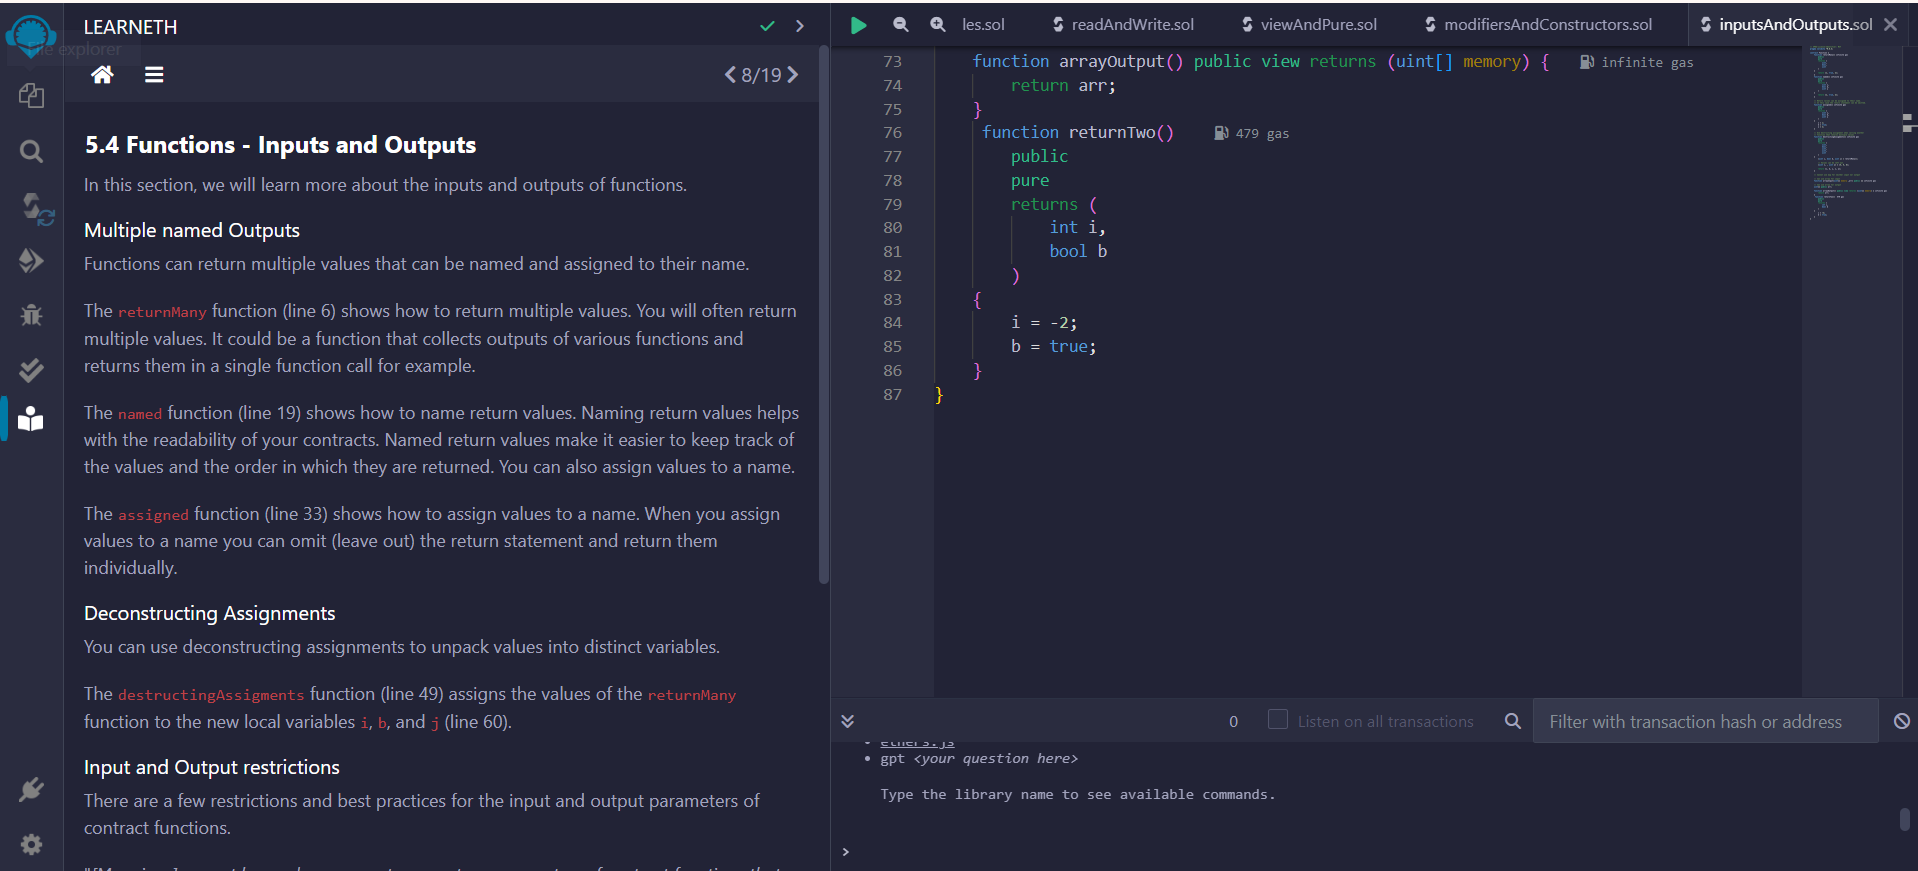 LEARNETH
File explorer
8/19
5.4 Functions - Inputs and Outputs
In this section, we will learn more about the inputs and outputs of functions.
Multiple named Outputs
Functions can return multiple values that can be named and assigned to their name.
The returnMany function (line 6) shows how to return multiple values. You will often return
multiple values. It could be a function that collects outputs of various functions and
returns them in a single function call for example.
The named function (line 19) shows how to name return values. Naming return values helps
with the readability of your contracts. Named return values make it easier to keep track of
the values and the order in which they are returned. You can also assign values to a name.
The assigned function (line 33) shows how to assign values to a name. When you assign
values to a name you can omit (leave out) the return statement and return them
individually.
Deconstructing Assignments
You can use deconstructing assignments to unpack values into distinct variables.
The destructingAssigments function (line 49) assigns the values of the returnMany
function to the new local variables i, b, and j (line 60).
Input and Output restrictions
There are a few restrictions and best practices for the input and output parameters of
contract functions.
les.sol readAndWrite.sol viewAndPure.sol modifiersAndConstructors.sol inputsAndOutputs.sol
73 function arrayOutput() public view returns (uint[] memory) { infinite gas
74 return arr;
75 }
76 function returnTwo() 479 gas
77 public
78 pure
79 returns (
80 int i,
81 bool b
82 )
83 {
84 i = -2;
85 b = true;
86 }
87 }
0 Listen on all transactions Filter with transaction hash or address
• ethers.js
• gpt <your question here>
Type the library name to see available commands.
>